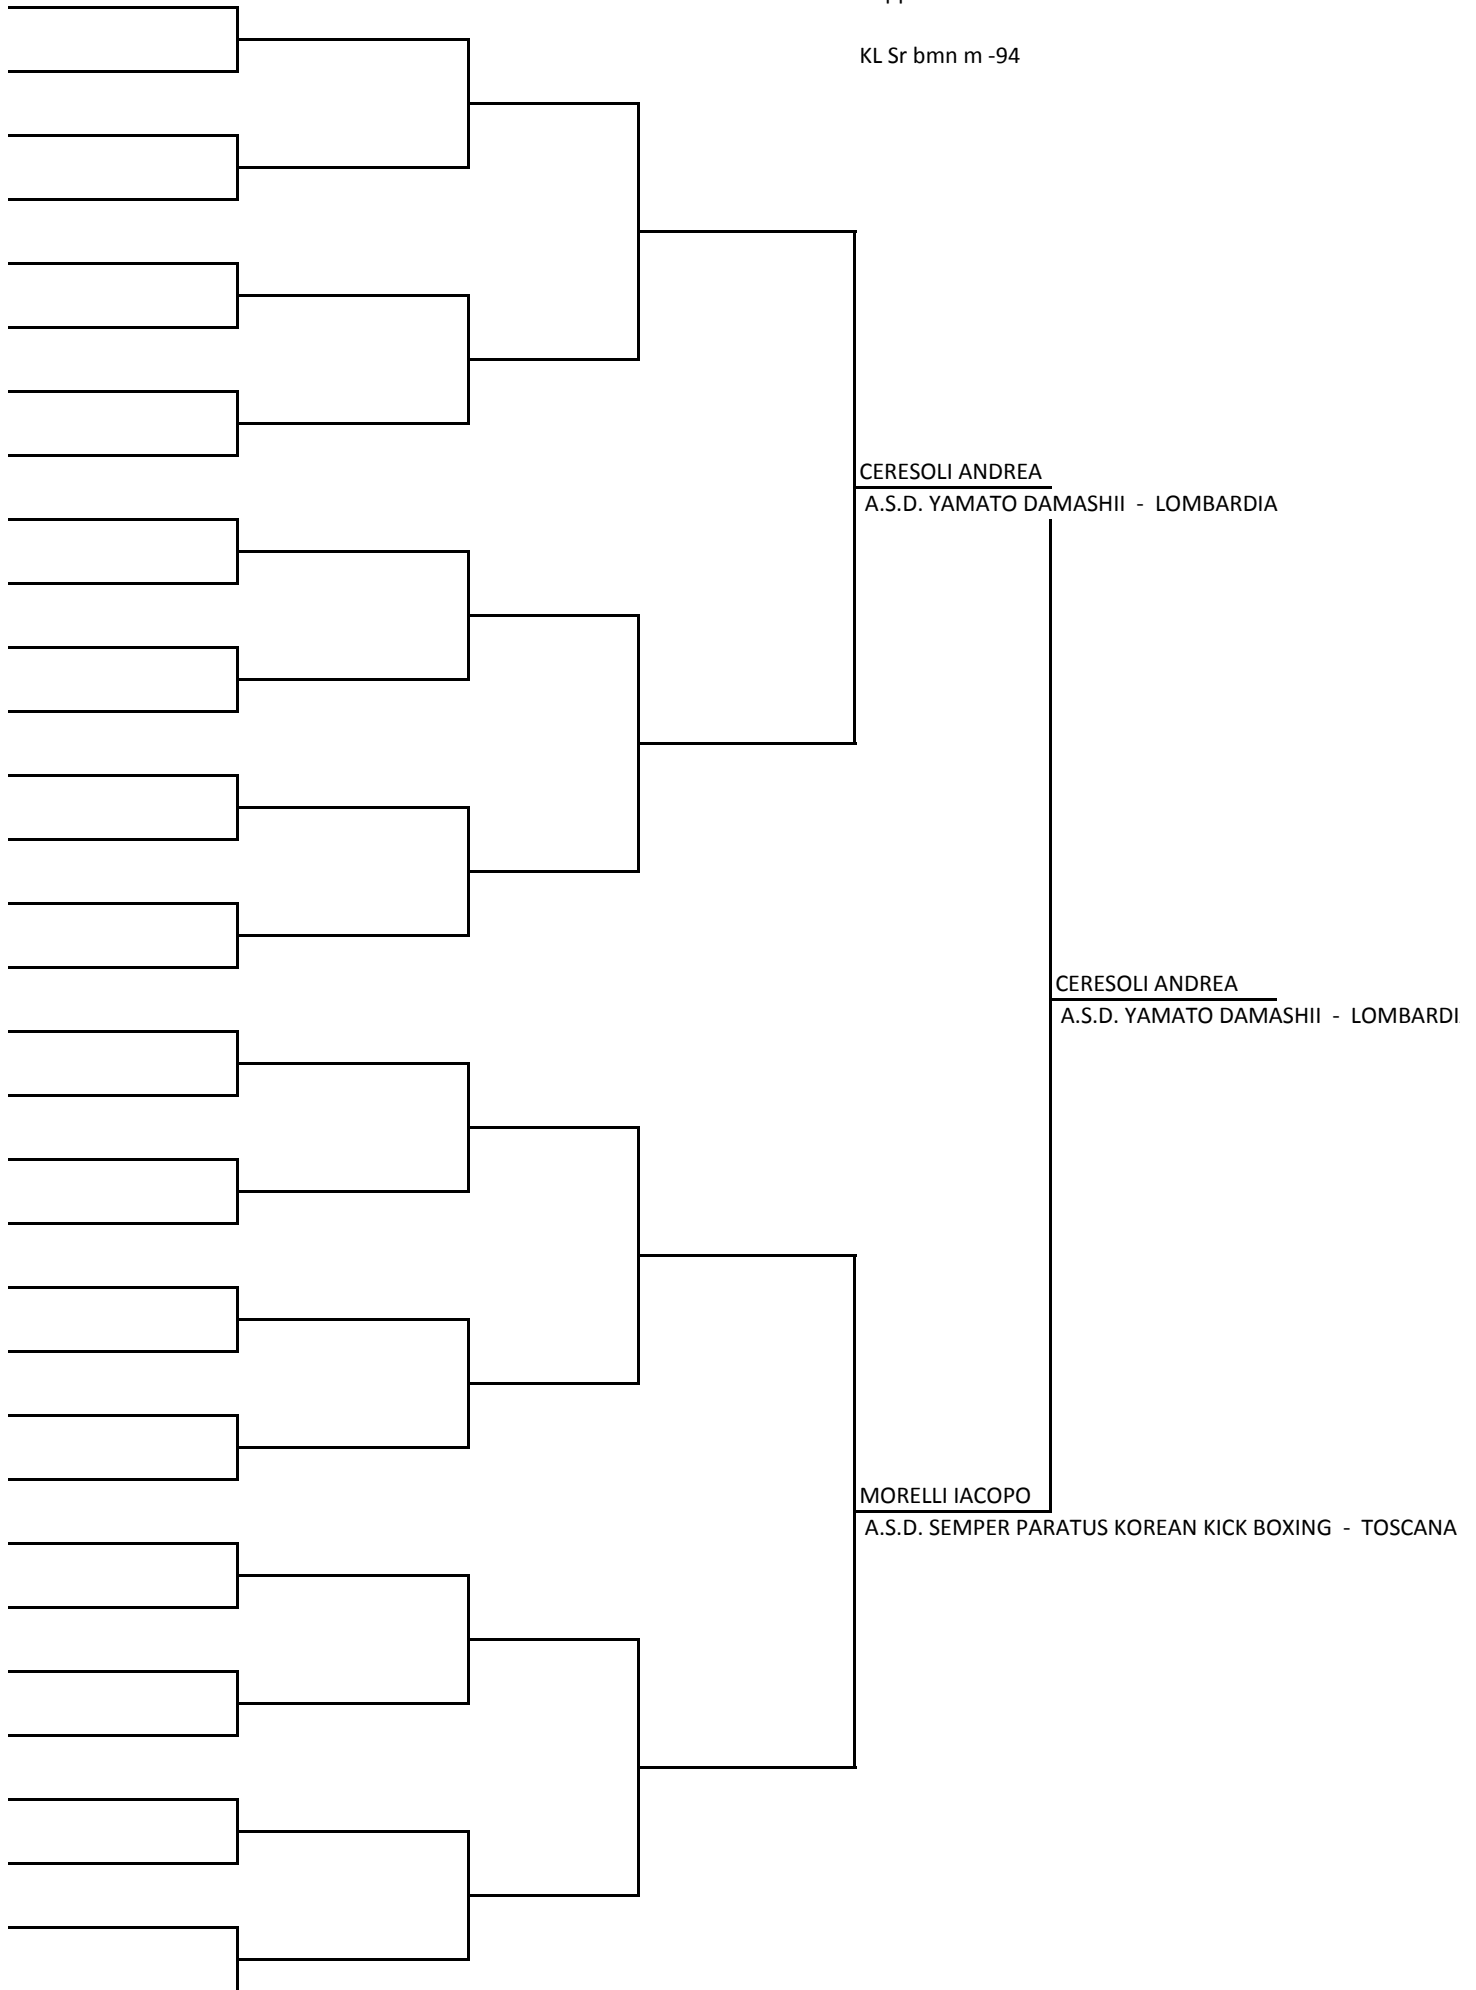 KL Sr bmn m -94
CERESOLI ANDREA
A.S.D. YAMATO DAMASHII - LOMBARDIA
CERESOLI ANDREA
A.S.D. YAMATO DAMASHII - LOMBARDI
MORELLI IACOPO
A.S.D. SEMPER PARATUS KOREAN KICK BOXING - TOSCANA